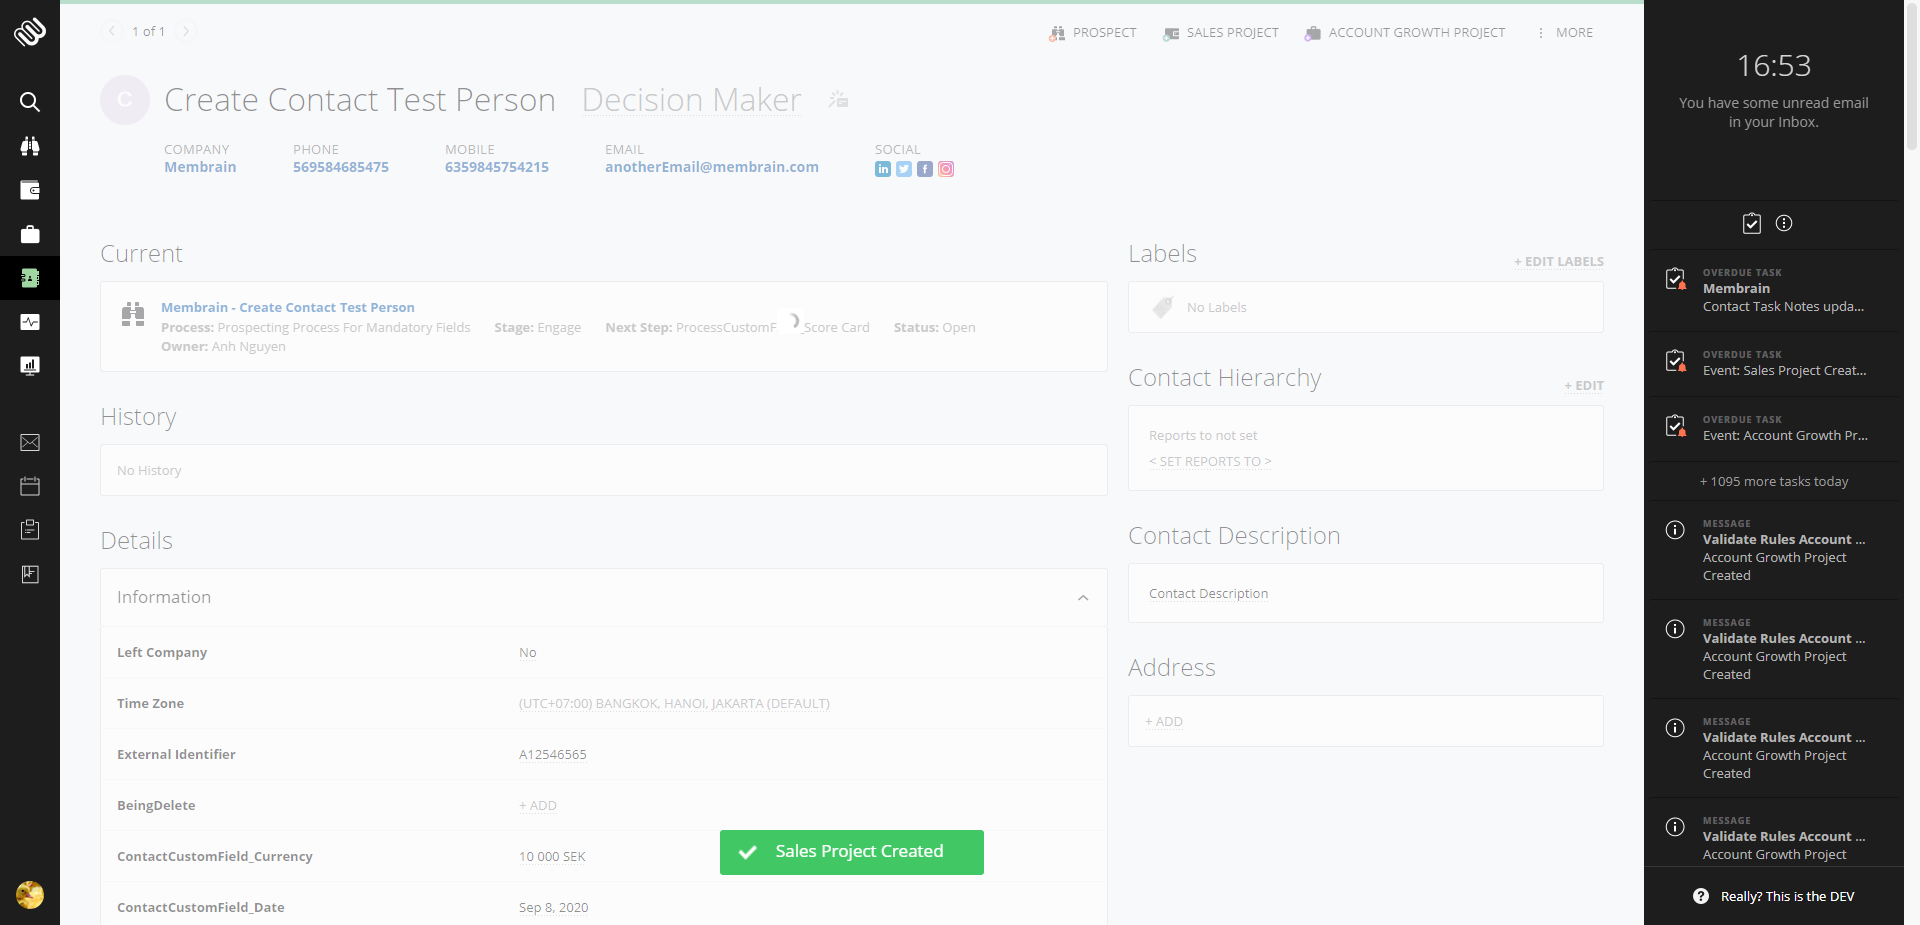 1 of 1
PROSPECT
SALES PROJECT
ACCOUNT GROWTH PROJECT
MORE
C
Create Contact Test Person
Decision Maker
COMPANY
Membrain
PHONE
569584685475
MOBILE
6359845754215
EMAIL
anotherEmail@membrain.com
SOCIAL
Current
Membrain - Create Contact Test Person
Process: Prospecting Process For Mandatory Fields
Stage: Engage
Next Step: ProcessCustomF _Score Card
Status: Open
Owner: Anh Nguyen
History
No History
Details
Information
Left Company
No
Time Zone
(UTC+07:00) BANGKOK, HANOI, JAKARTA (DEFAULT)
External Identifier
A12546565
BeingDelete
+ ADD
ContactCustomField_Currency
10 000 SEK
ContactCustomField_Date
Sep 8, 2020
Sales Project Created
Labels
+ EDIT LABELS
No Labels
Contact Hierarchy
+ EDIT
Reports to not set
< SET REPORTS TO >
Contact Description
Contact Description
Address
+ ADD
16:53
You have some unread email
in your Inbox.
OVERDUE TASK
Membrain
Contact Task Notes upda...
OVERDUE TASK
Event: Sales Project Creat...
OVERDUE TASK
Event: Account Growth Pr...
+ 1095 more tasks today
MESSAGE
Validate Rules Account ...
Account Growth Project
Created
MESSAGE
Validate Rules Account ...
Account Growth Project
Created
MESSAGE
Validate Rules Account ...
Account Growth Project
Created
MESSAGE
Validate Rules Account ...
Account Growth Project
Really? This is the DEV